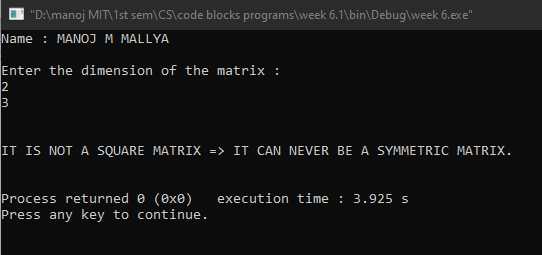 "D:\manoj MIT\1st sem\CS\code blocks programs\week 6.1\bin\Debug\week 6.exe"
Name : MANOJ M MALLYA
Enter the dimension of the matrix :
2
3
IT IS NOT A SQUARE MATRIX => IT CAN NEVER BE A SYMMETRIC MATRIX.
Process returned 0 (0x0)   execution time : 3.925 s
Press any key to continue.